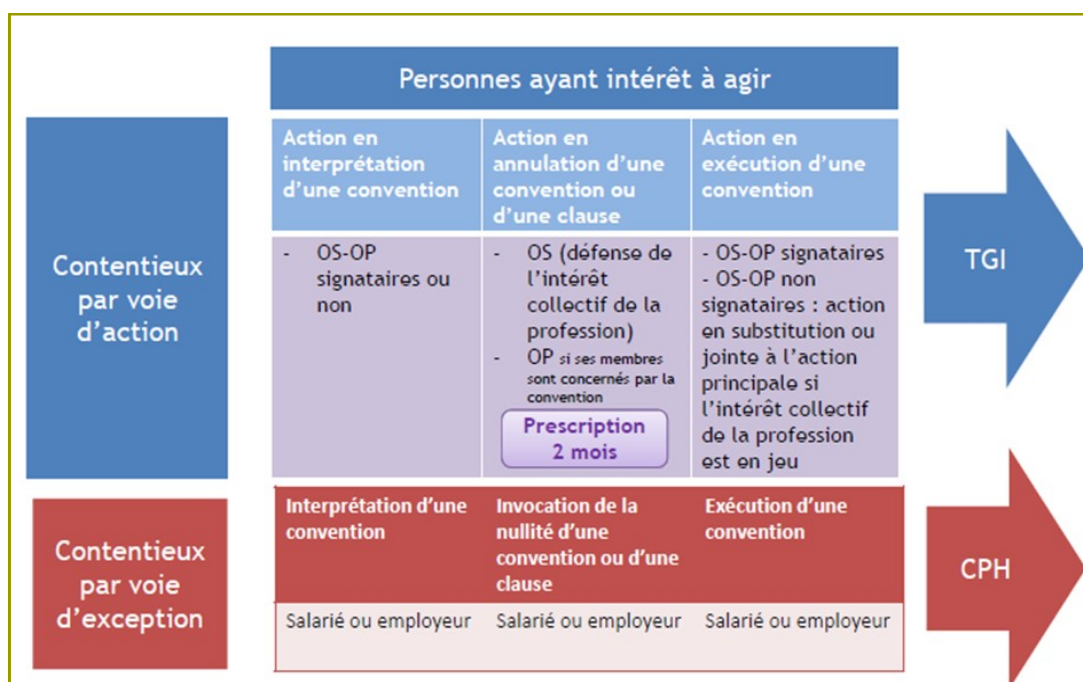 Personnes ayant intérêt à agir
Contentieux
par voie
d'action
Action en
interprétation
d'une convention
Action en
annulation d'une
convention ou
d'une clause
Action en
exécution d'une
convention
- OS-OP
signataires ou
non
- OS (défense de
l'intérêt
collectif de la
profession)
- OP si ses membres
sont concernés par la
convention
Prescription
2 mois
- OS-OP signataires
- OS-OP non
signataires : action
en substitution ou
jointe à l'action
principale si
l'intérêt collectif
de la profession
est en jeu
TGI
Contentieux
par voie
d'exception
Interprétation d'une
convention
Invocation de la
nullité d'une
convention ou d'une
clause
Exécution d'une
convention
Salarié ou employeur
Salarié ou employeur
Salarié ou employeur
CPH